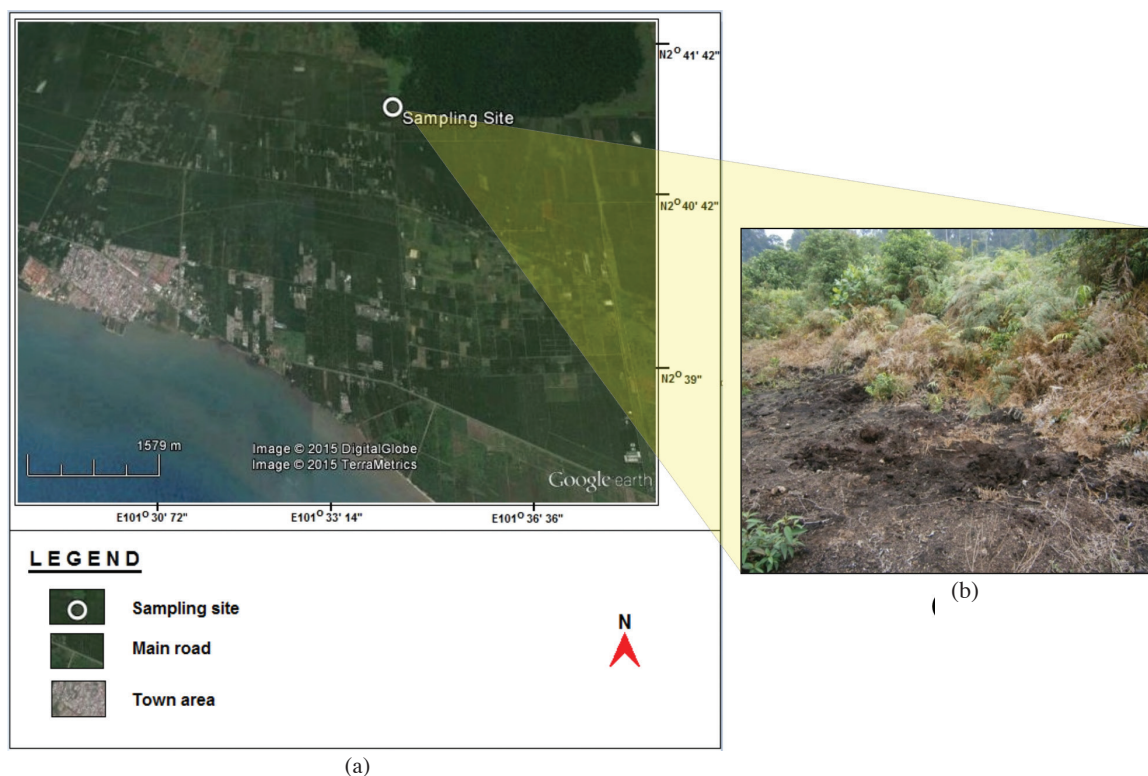 N2° 41' 42"
Sampling Site
N2° 40' 42"
N2° 39"
1579 m
Image © 2015 DigitalGlobe
Image © 2015 TerraMetrics
Google earth
E101° 30' 72"
E101° 33' 14"
E101° 36' 36"
LEGEND
Sampling site
Main road
Town area
N
(a)
(b)
(